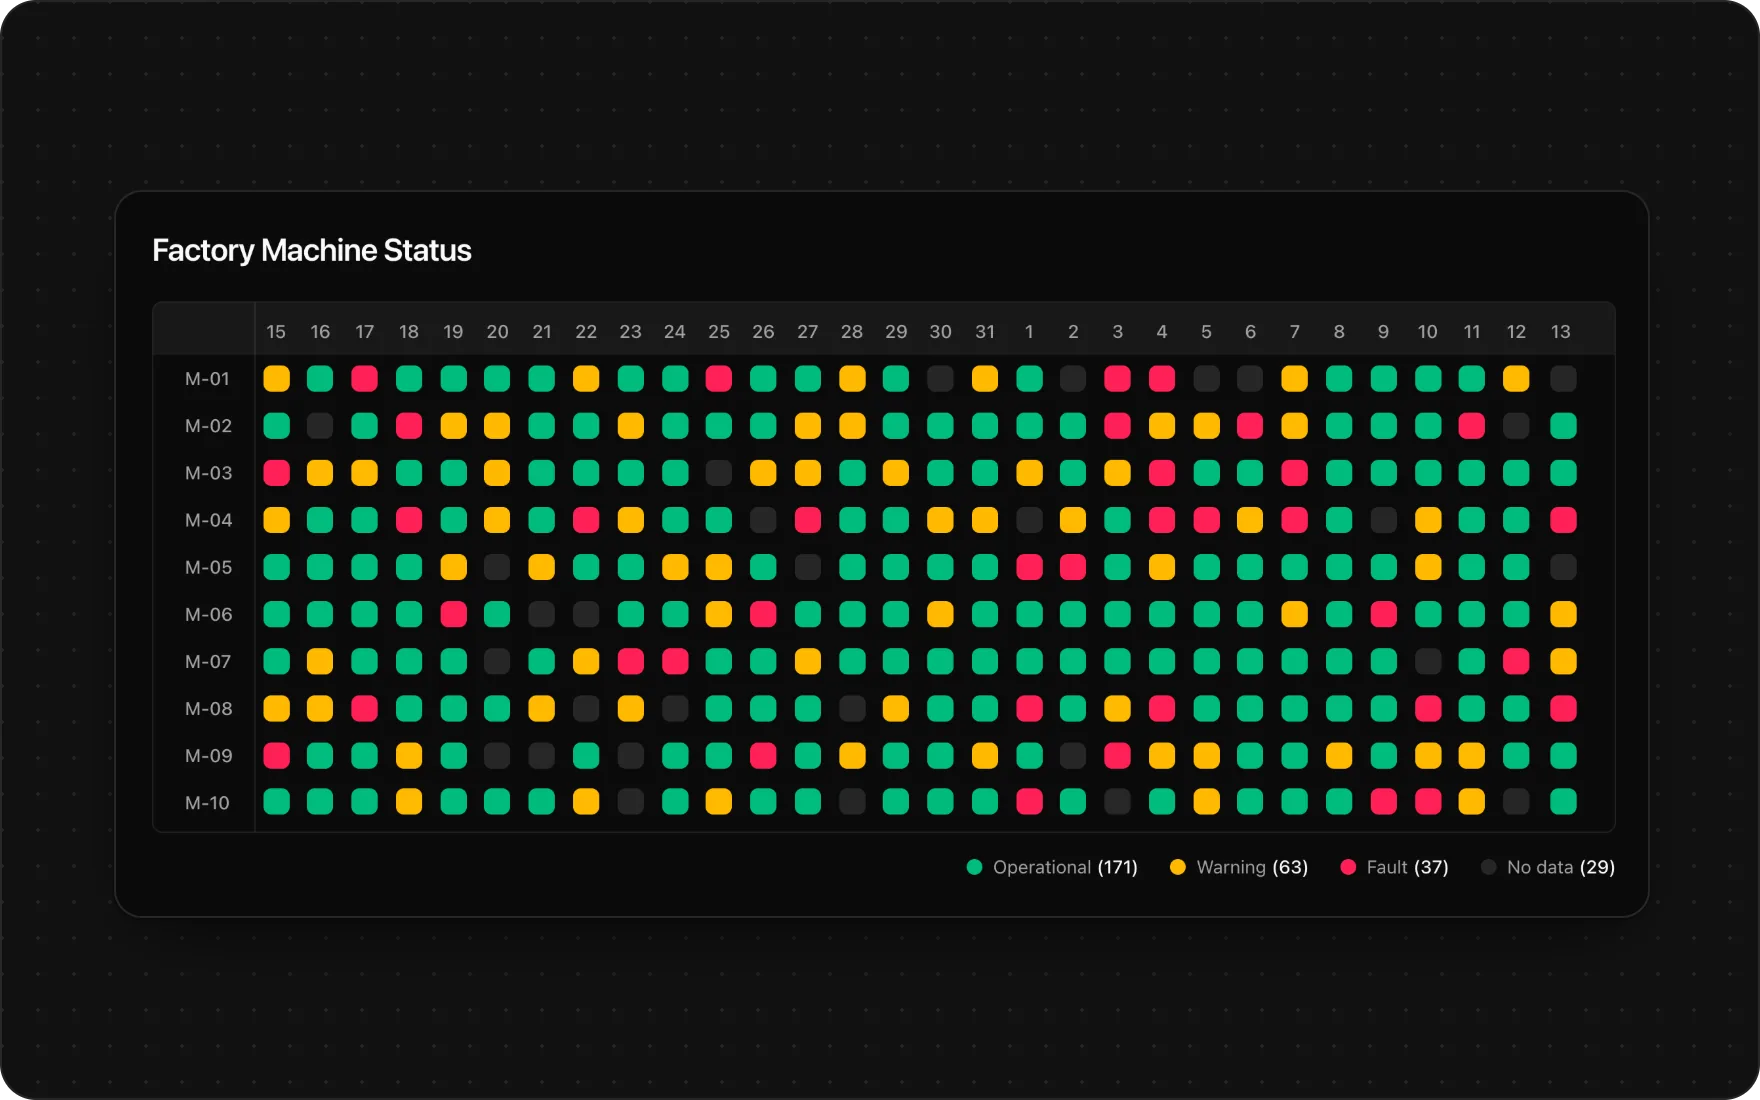 Factory Machine Status
15 16 17 18 19 20 21 22 23 24 25 26 27 28 29 30 31 1 2 3 4 5 6 7 8 9 10 11 12 13
M-01
M-02
M-03
M-04
M-05
M-06
M-07
M-08
M-09
M-10
Operational (171) Warning (63) Fault (37) No data (29)